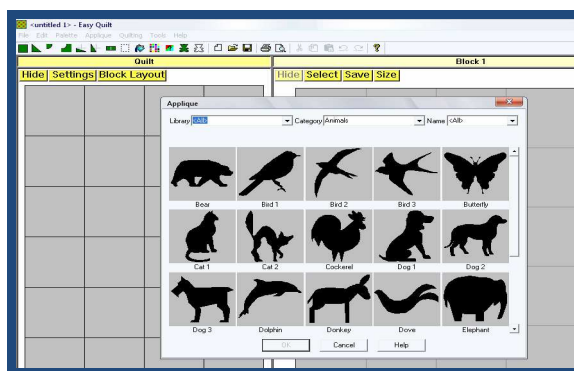 <untitled 1> - Easy Quilt
File Edit Palette Applique Quilting Tools Help
Quilt
Block 1
Hide Settings Block Layout
Hide Select Save Size
Applique
Library <All> Category Animals Name <All>
Bear Bird 1 Bird 2 Bird 3 Butterfly
Cat 1 Cat 2 Cockerel Dog 1 Dog 2
Dog 3 Dolphin Donkey Dove Elephant
OK Cancel Help